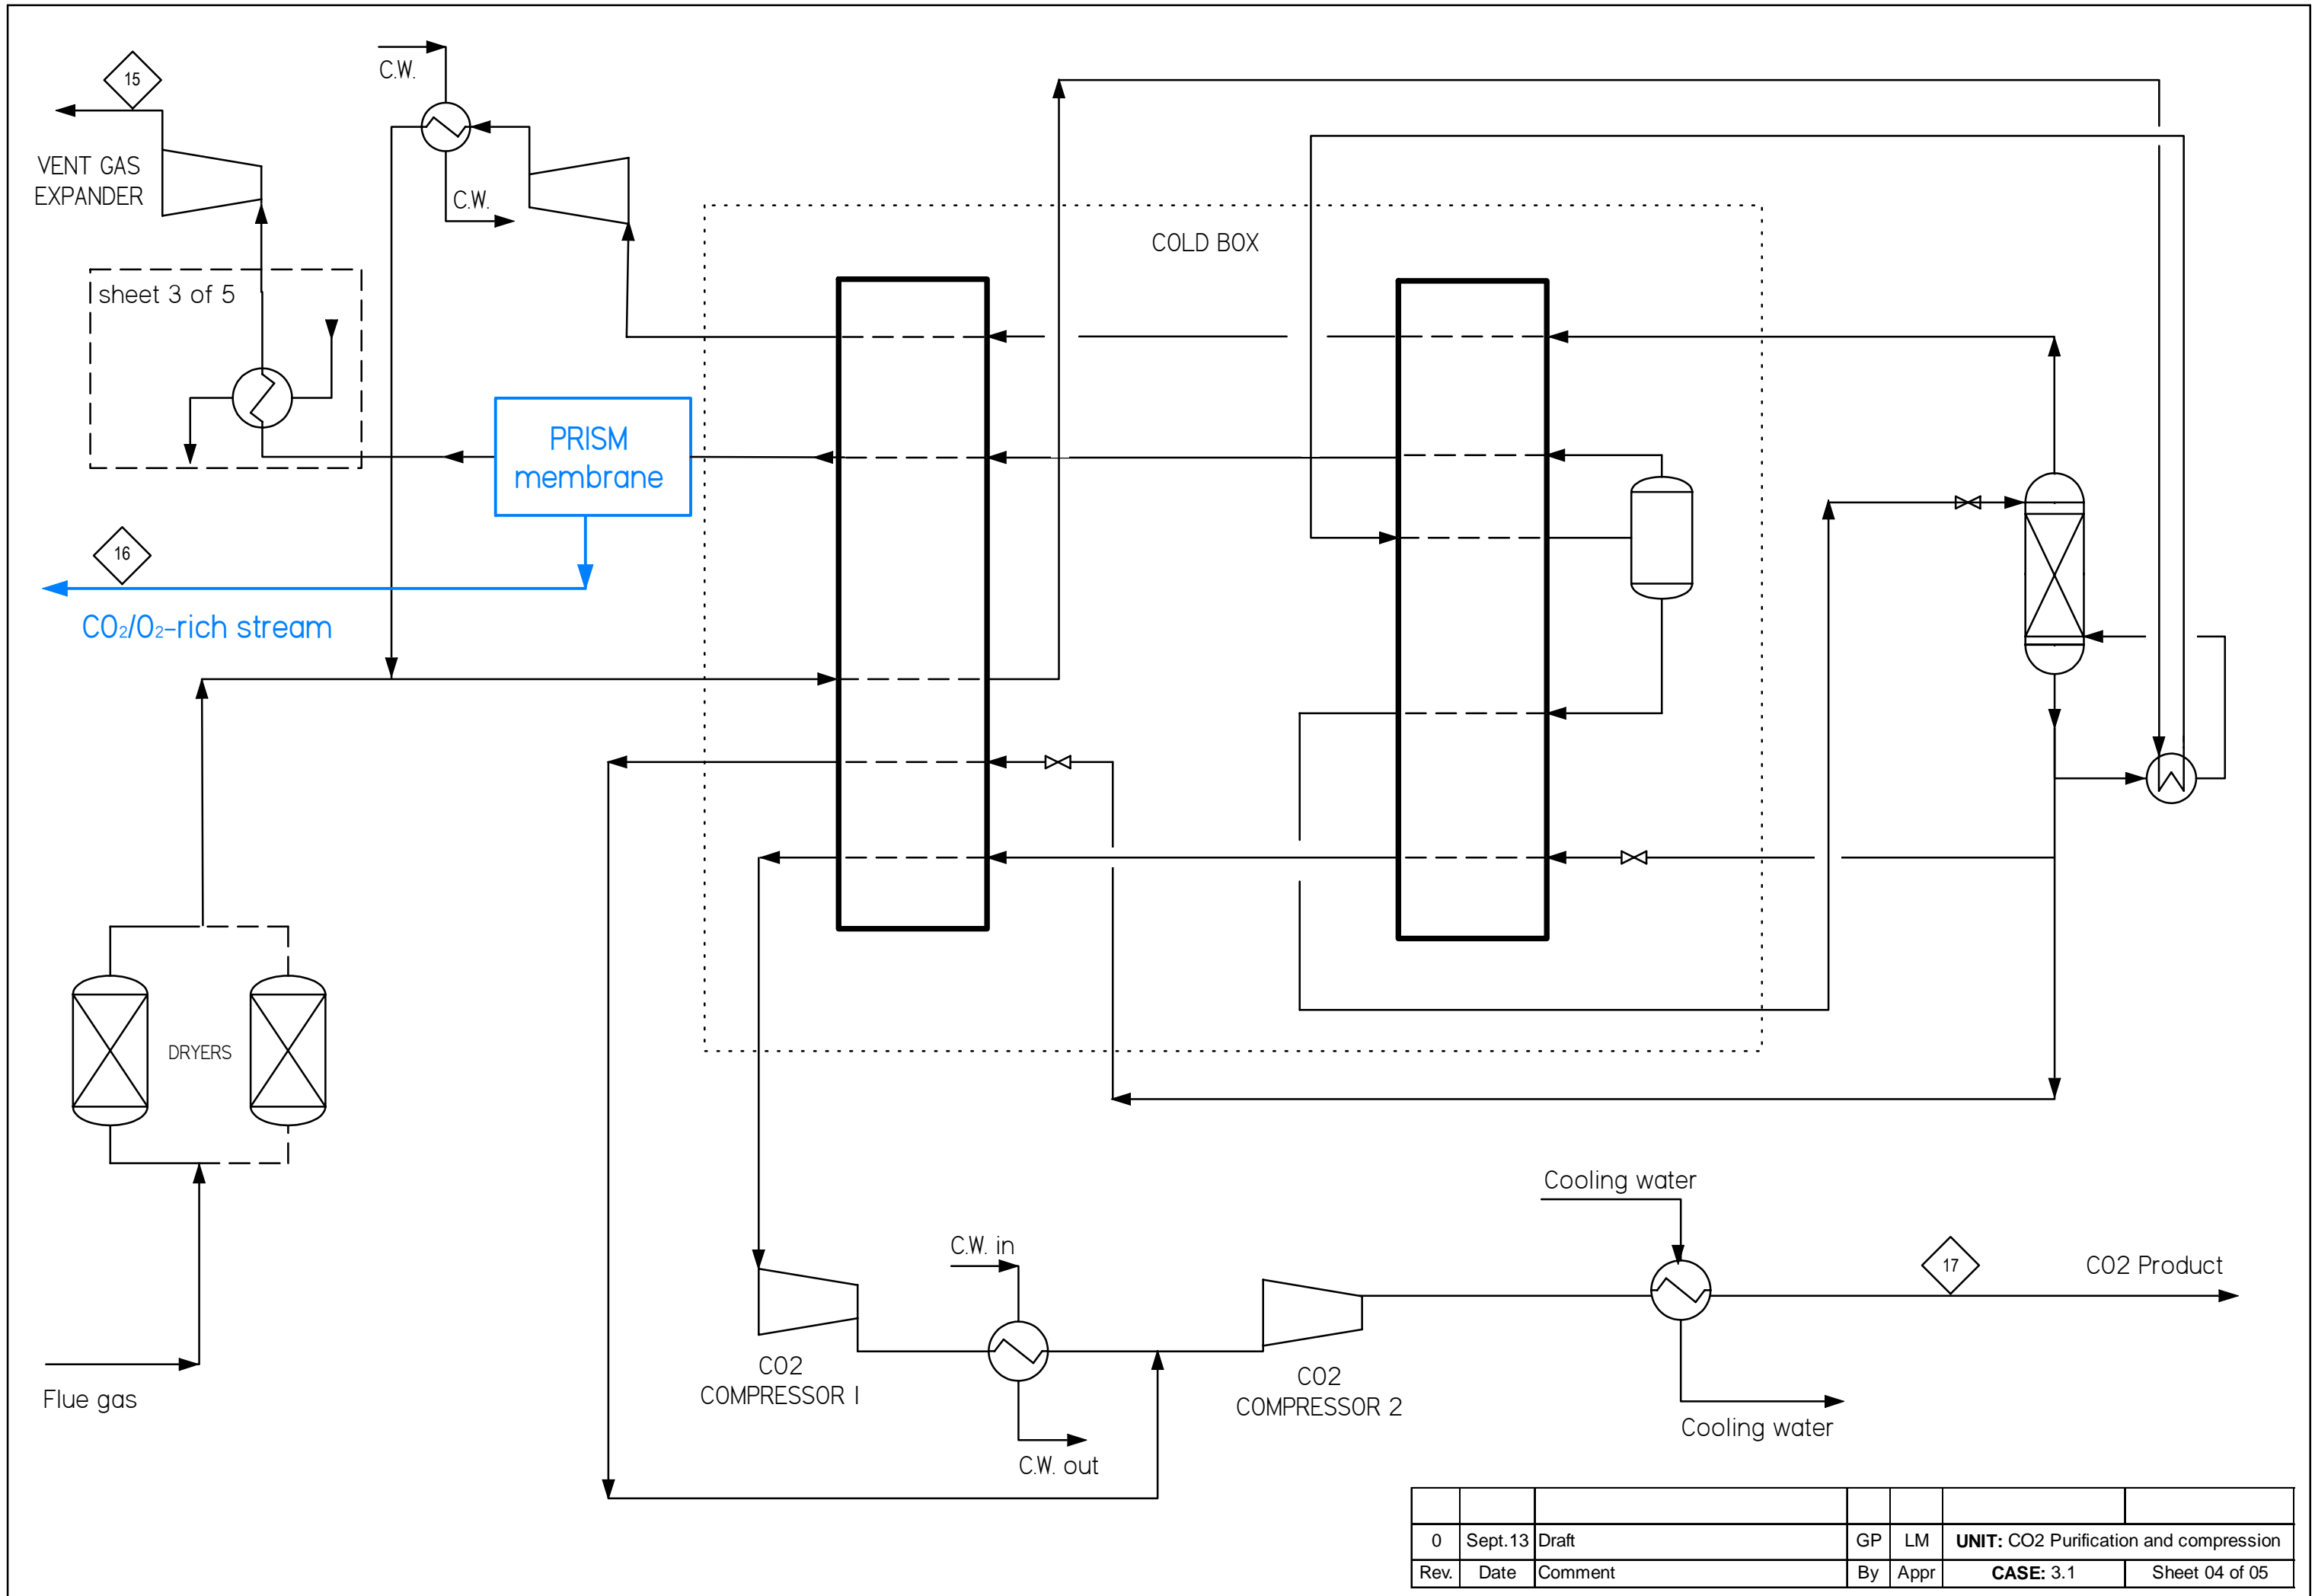 15
C.W.
VENT GAS
EXPANDER
C.W.
COLD BOX
sheet 3 of 5
PRISM
membrane
16
CO₂/O₂-rich stream
DRYERS
Cooling water
C.W. in
17
CO2 Product
CO2
COMPRESSOR 1
CO2
COMPRESSOR 2
Flue gas
Cooling water
C.W. out
0 Sept.13 Draft GP LM UNIT: CO2 Purification and compression
Rev. Date Comment By Appr CASE: 3.1 Sheet 04 of 05